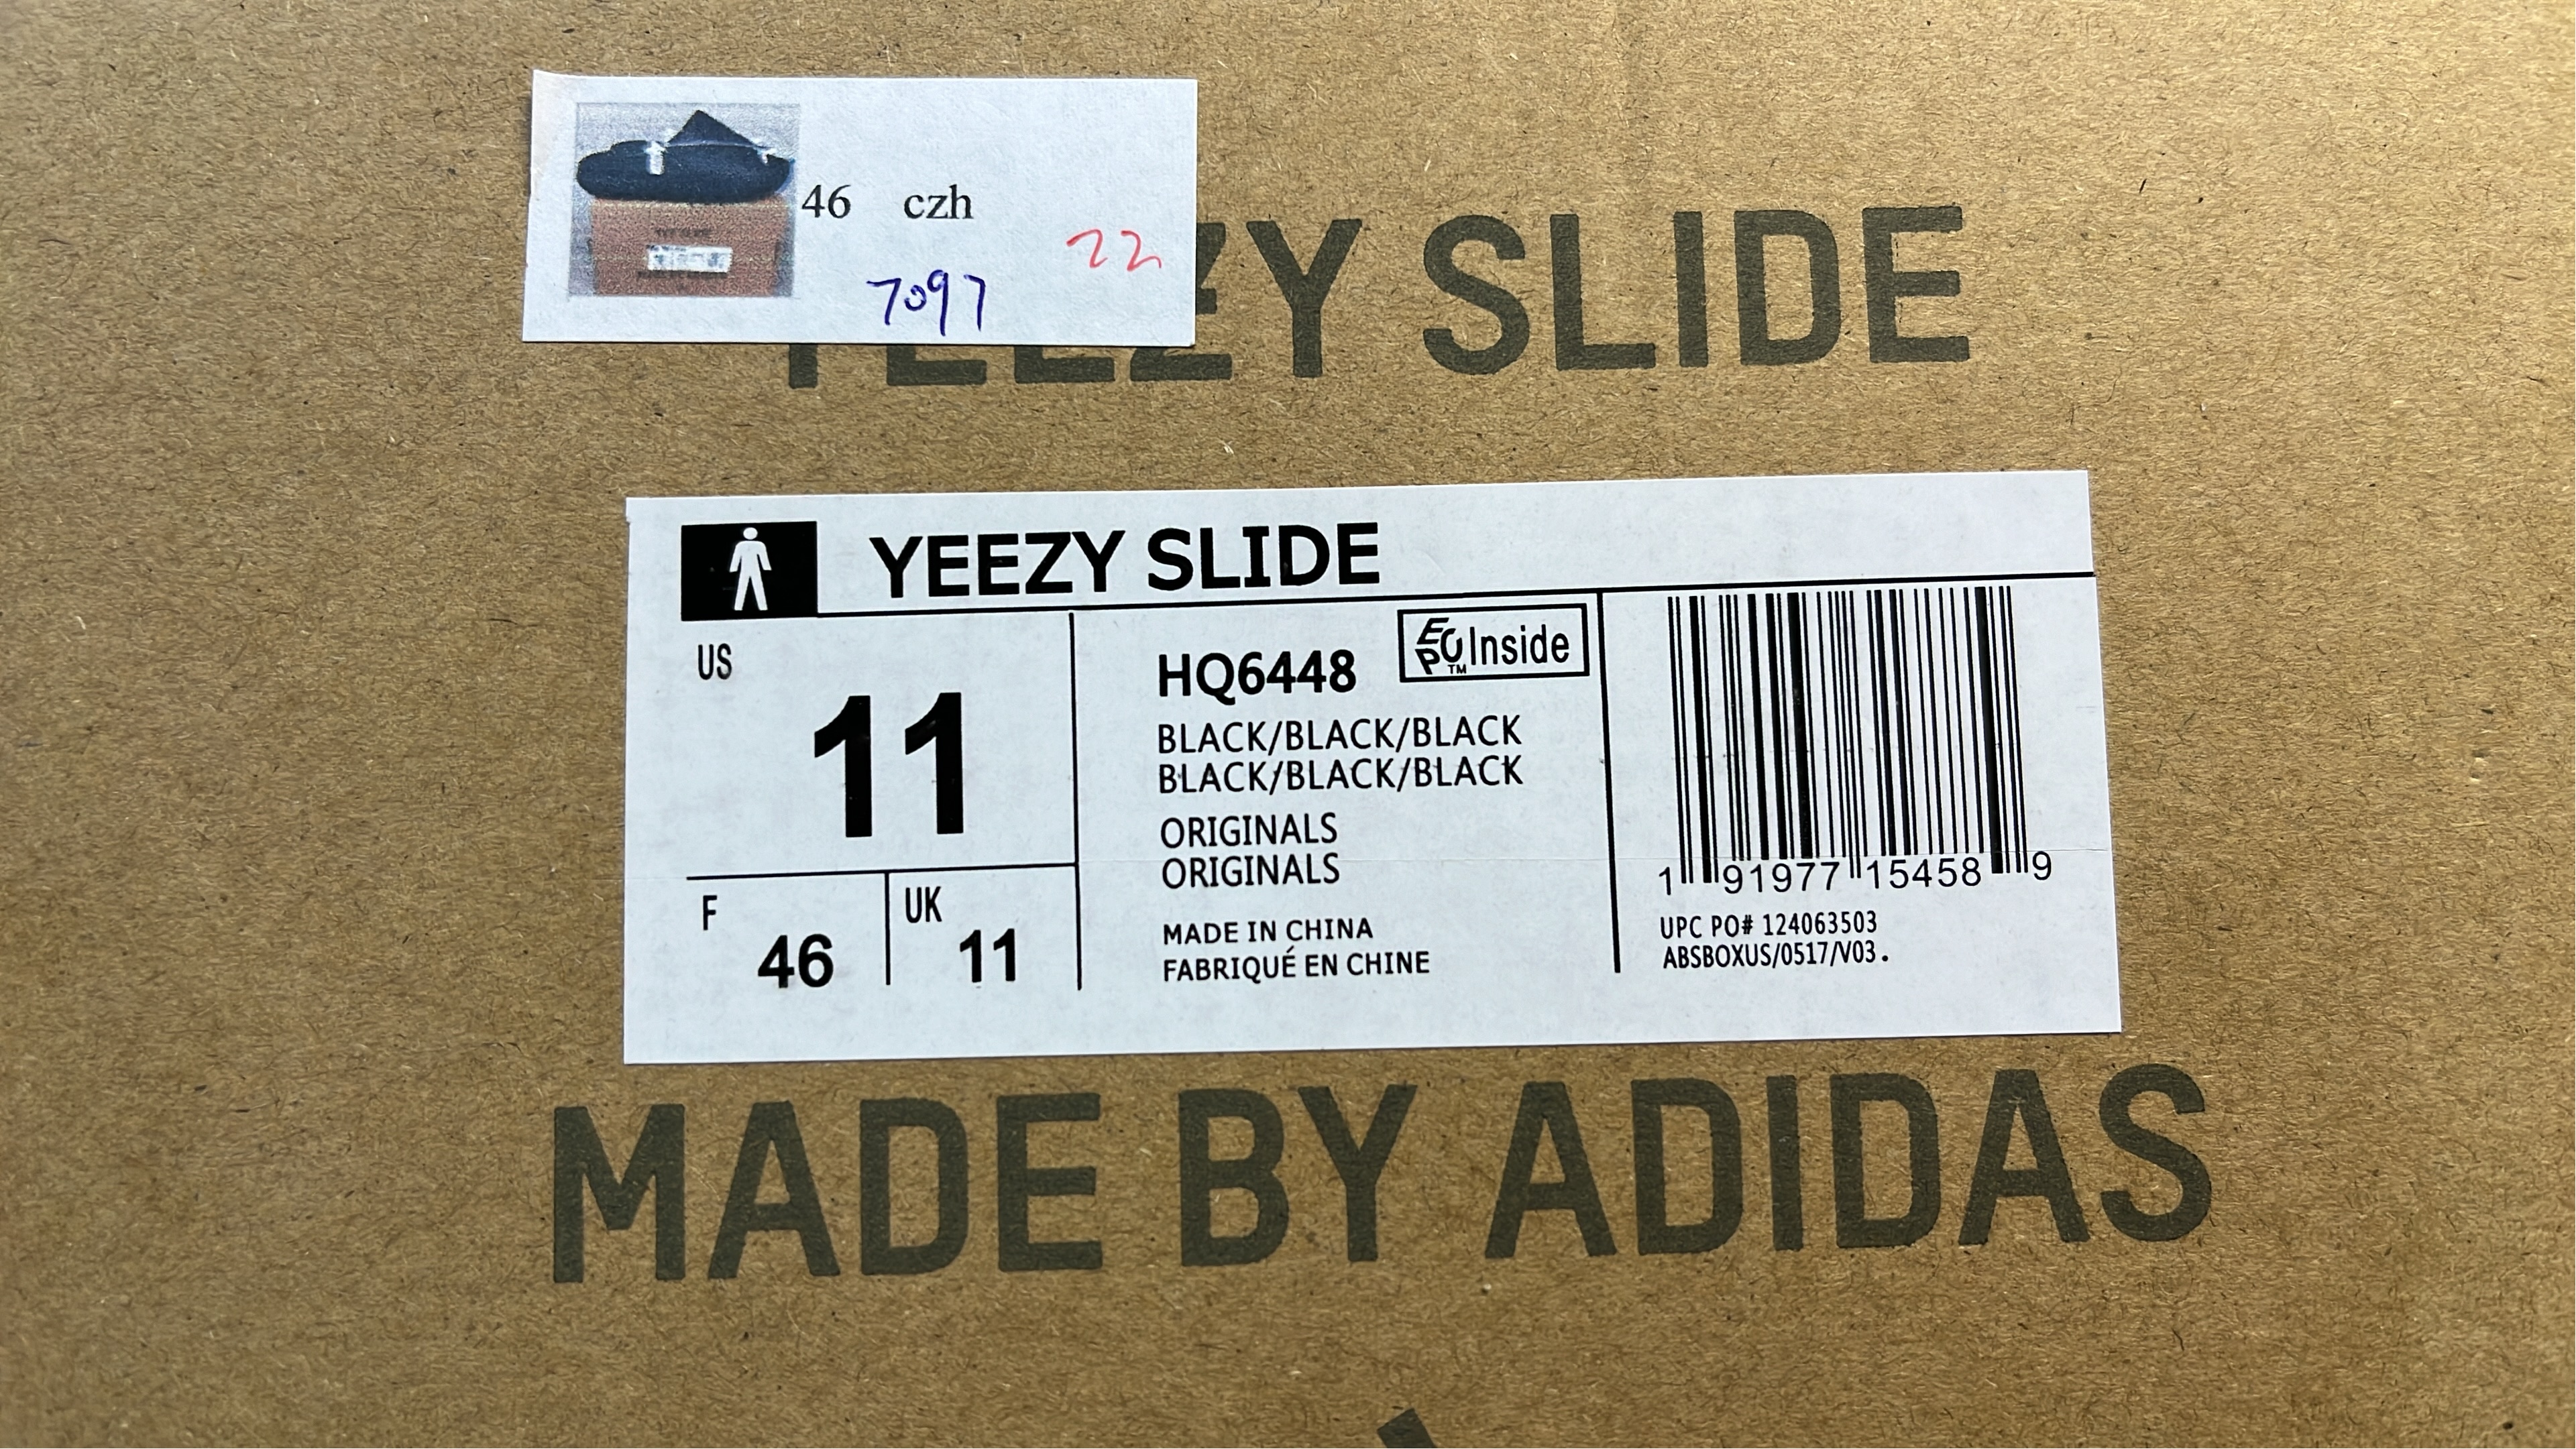 46 czh
22
7097
YEEZY SLIDE
YEEZY SLIDE
US
11
F
46
UK
11
HQ6448
ECPO™ Inside
BLACK/BLACK/BLACK
BLACK/BLACK/BLACK
ORIGINALS
ORIGINALS
MADE IN CHINA
FABRIQUÉ EN CHINE
1 91977 15458 9
UPC PO# 124063503
ABSBOXUS/0517/V03.
MADE BY ADIDAS